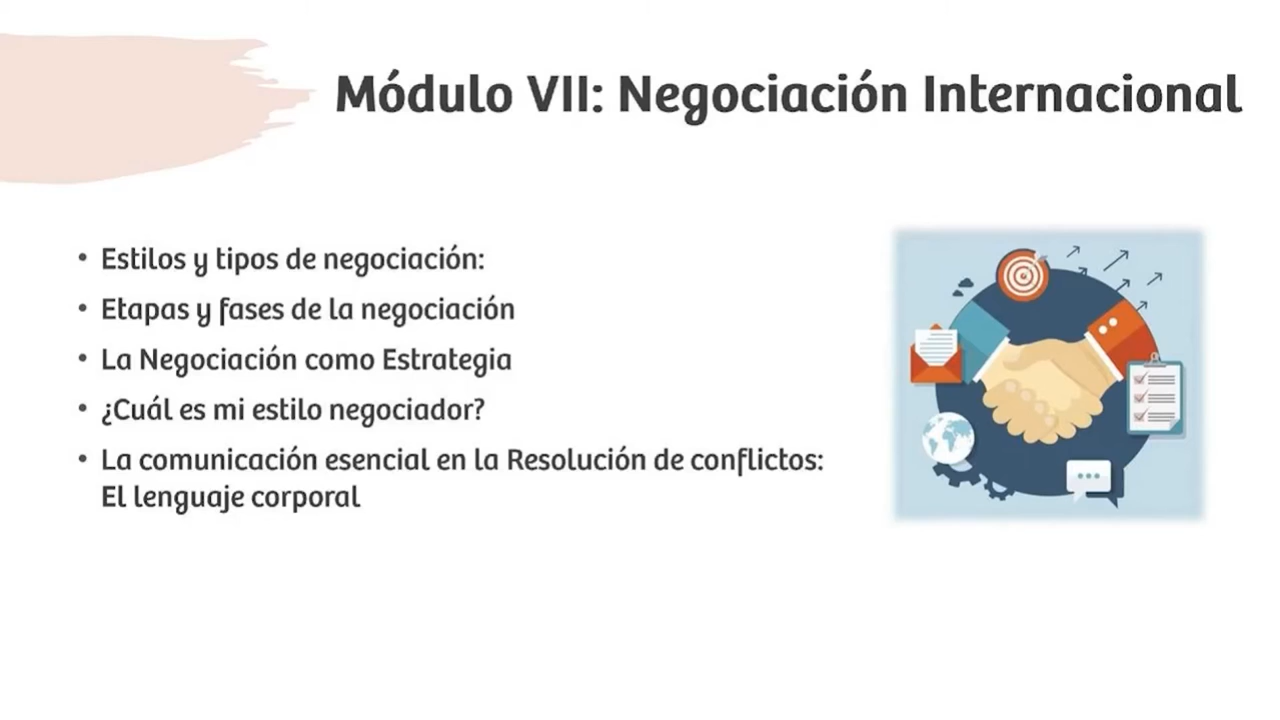 Módulo VII: Negociación Internacional
• Estilos y tipos de negociación:
• Etapas y fases de la negociación
• La Negociación como Estrategia
• ¿Cuál es mi estilo negociador?
• La comunicación esencial en la Resolución de conflictos:
El lenguaje corporal